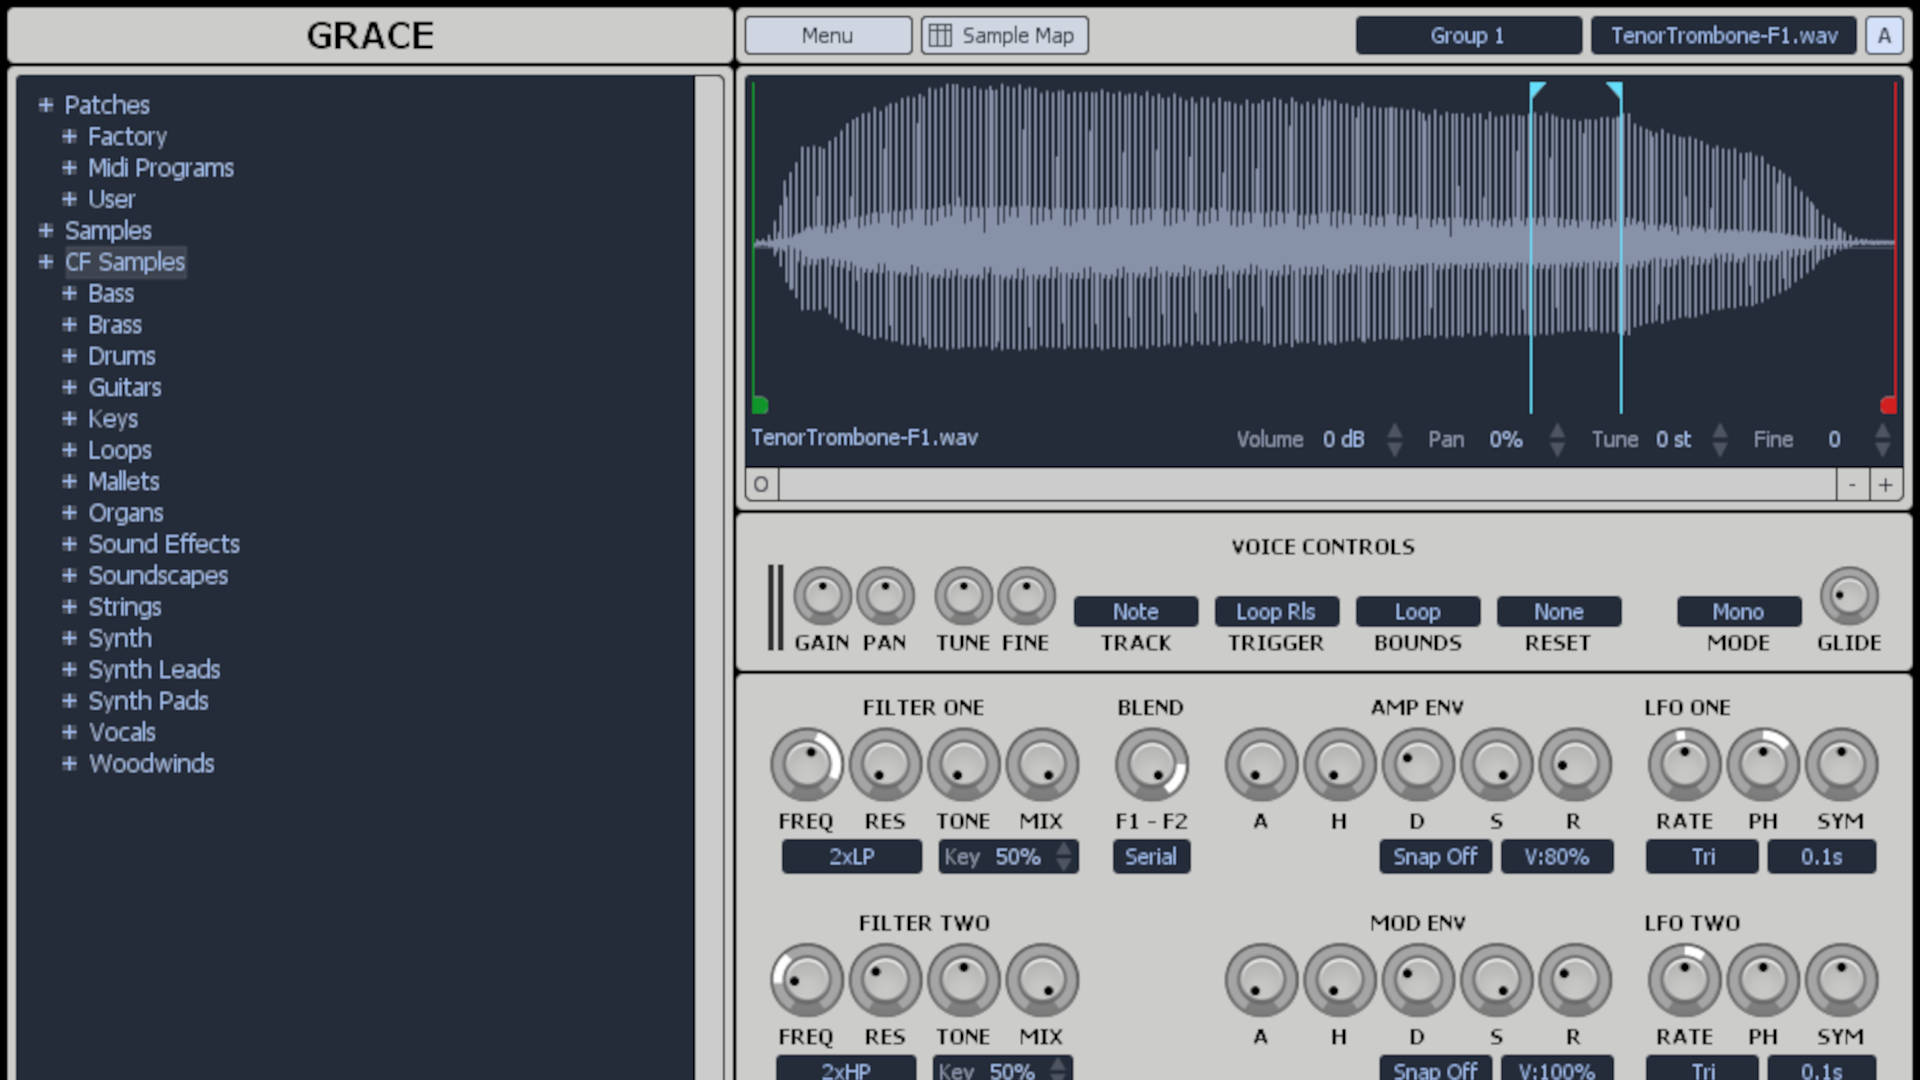 GRACE
Menu
Sample Map
Group 1
TenorTrombone-F1.wav
A
Patches
Factory
Midi Programs
User
Samples
CF Samples
Bass
Brass
Drums
Guitars
Keys
Loops
Mallets
Organs
Sound Effects
Soundscapes
Strings
Synth
Synth Leads
Synth Pads
Vocals
Woodwinds
TenorTrombone-F1.wav
Volume 0 dB Pan 0% Tune 0 st Fine 0
O - +
VOICE CONTROLS
Note Loop Rls Loop None Mono
GAIN PAN TUNE FINE TRACK TRIGGER BOUNDS RESET MODE GLIDE
FILTER ONE BLEND AMP ENV LFO ONE
FREQ RES TONE MIX F1 - F2 A H D S R RATE PH SYM
2xLP Key 50% Serial Snap Off V:80% Tri 0.1s
FILTER TWO MOD ENV LFO TWO
FREQ RES TONE MIX A H D S R RATE PH SYM
2xHP Key 50% Snap Off V:100% Tri 0.1s